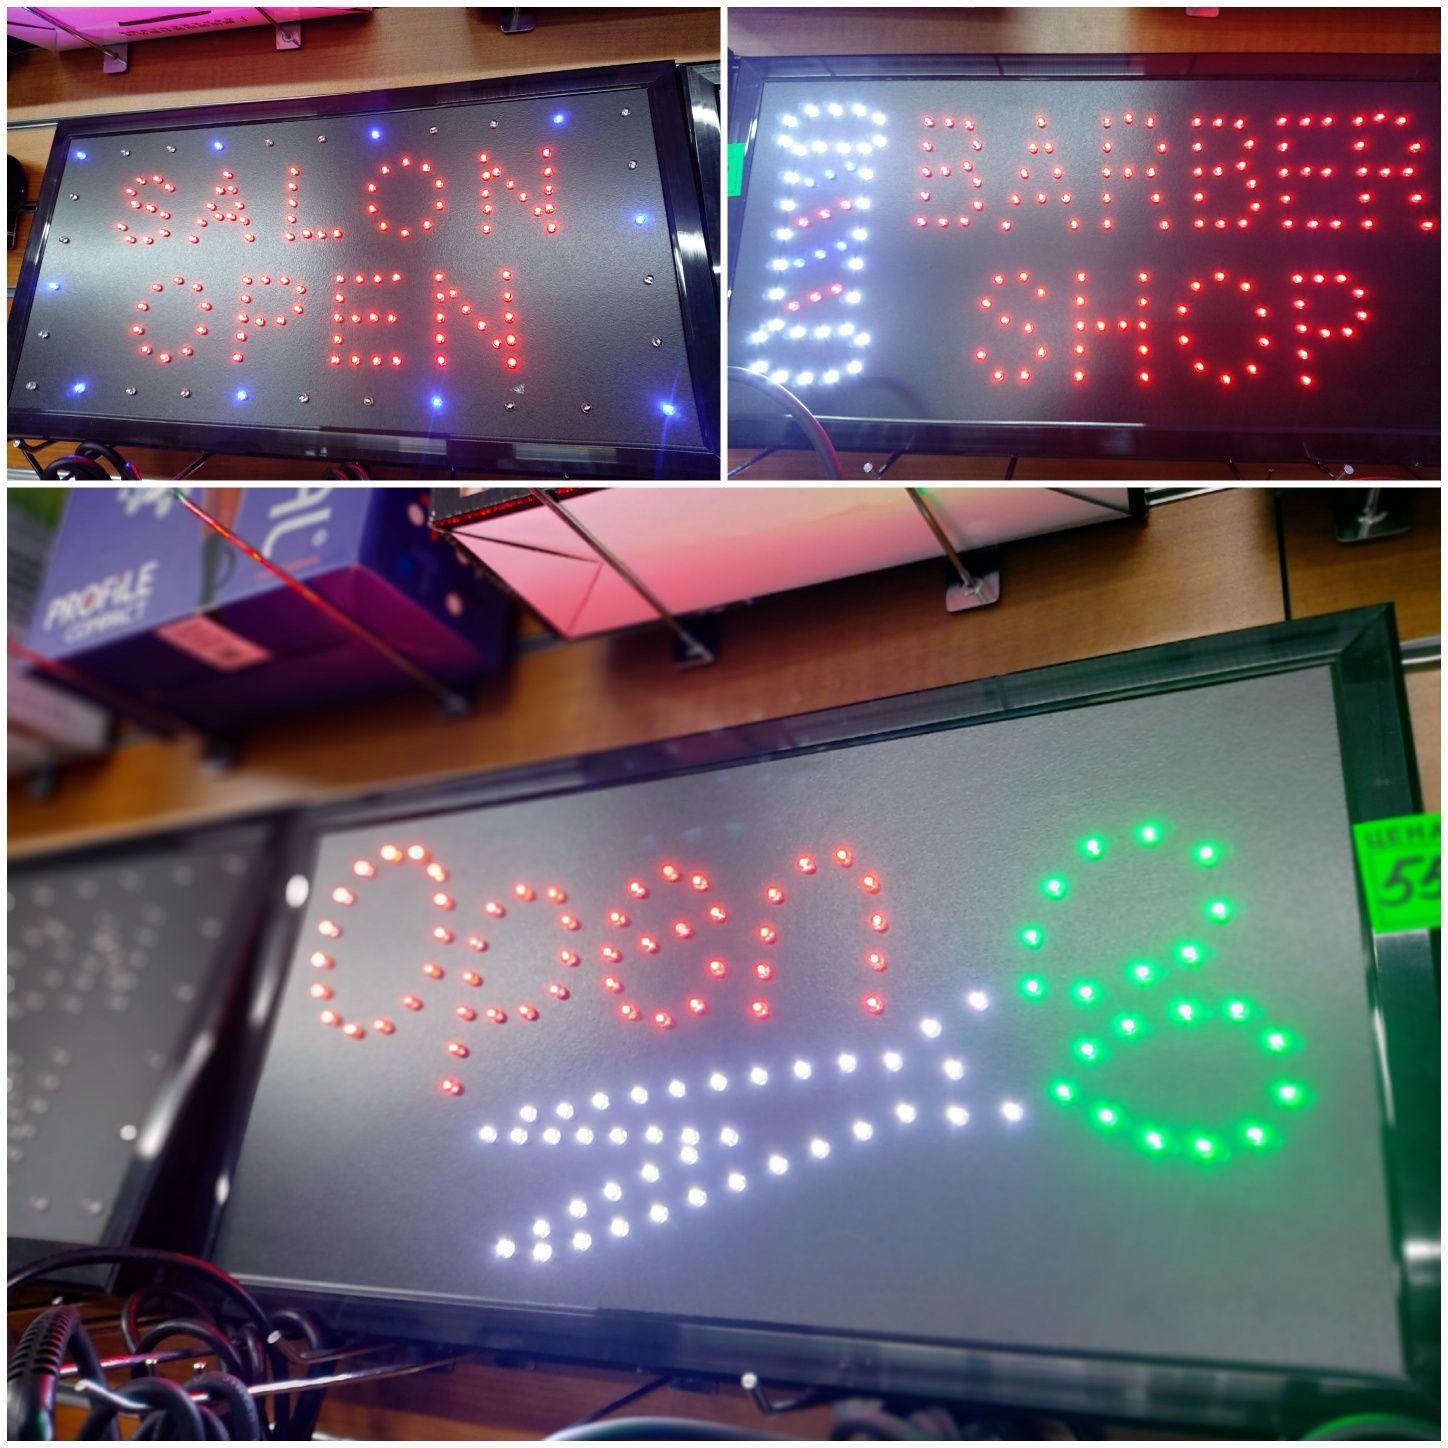 SALON
OPEN
BARBER
SHOP
PROFILE
COMPACT
Open
ЦЕНА